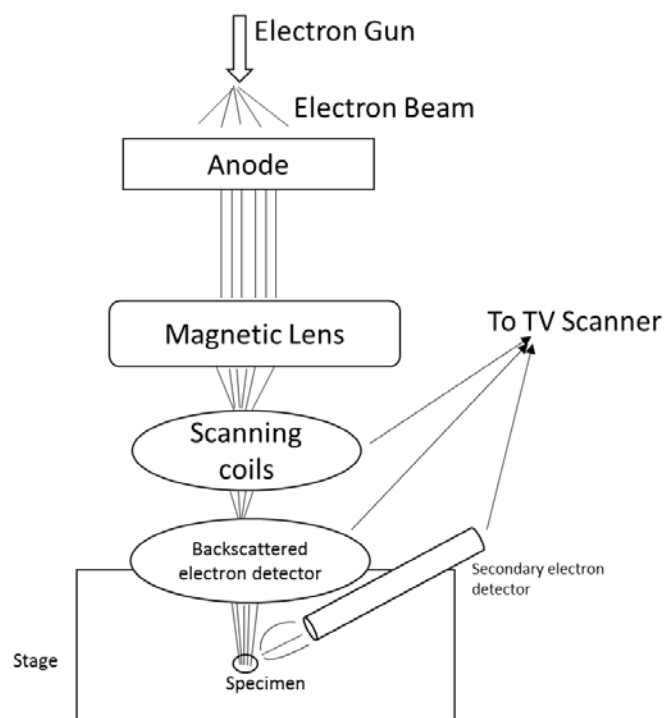 Electron Gun
Electron Beam
Anode
Magnetic Lens
To TV Scanner
Scanning
coils
Backscattered
electron detector
Secondary electron
detector
Stage
Specimen